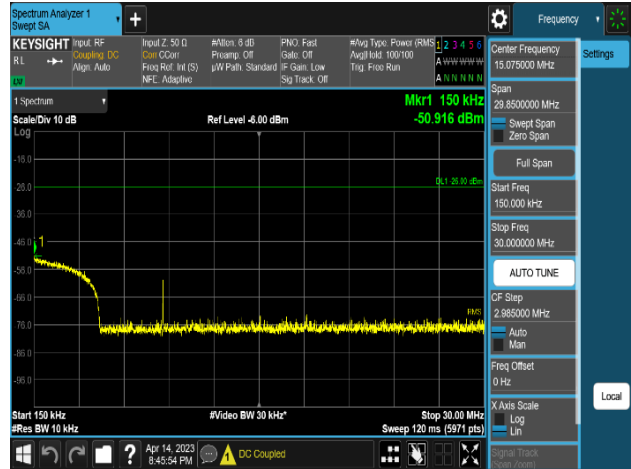 Spectrum Analyzer 1
Swept SA
Frequency
KEYSIGHT
RL
Input: RF
Coupling: DC
Align: Auto
Input Z: 50 Ω
Corr CCorr
Freq Ref: Int (S)
NFE: Adaptive
#Atten: 6 dB
Preamp: Off
µW Path: Standard
PNO: Fast
Gate: Off
IF Gain: Low
Sig Track: Off
#Avg Type: Power (RMS
Avg|Hold: 100/100
Trig: Free Run
1 2 3 4 5 6
A W W W W W
A N N N N N
LVI
1 Spectrum
Scale/Div 10 dB
Ref Level -6.00 dBm
Mkr1 150 kHz
-50.916 dBm
Log
-16.0
DL1 -26.00 dBm
-26.0
-36.0
-46.0
1
-56.0
-66.0
RMS
-76.0
-86.0
-96.0
Start 150 kHz
#Video BW 30 kHz*
Stop 30.00 MHz
#Res BW 10 kHz
Sweep 120 ms (5971 pts)
?
Apr 14, 2023
8:45:54 PM
DC Coupled
Center Frequency
15.075000 MHz
Settings
Span
29.8500000 MHz
Swept Span
Zero Span
Full Span
Start Freq
150.000 kHz
Stop Freq
30.000000 MHz
AUTO TUNE
CF Step
2.985000 MHz
Auto
Man
Freq Offset
0 Hz
Local
X Axis Scale
Log
Lin
Signal Track
(Span Zoom)